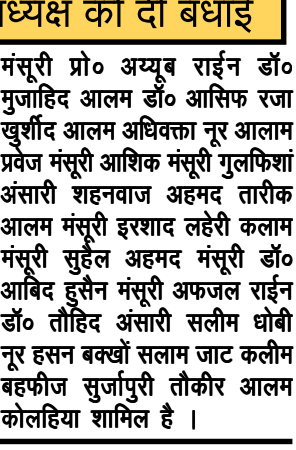 ध्यक्ष को दी बधाई
मंसूरी प्रो० अय्यूब राईन डॉ०
मुजाहिद आलम डॉ० आसिफ रजा
खुर्शीद आलम अधिवक्ता नूर आलाम
प्रवेज मंसूरी आशिक मंसूरी गुलफिशां
अंसारी शहनवाज अहमद तारीक
आलम मंसूरी इरशाद लहेरी कलाम
मंसूरी सुहैल अहमद मंसूरी डॉ०
आबिद हुसैन मंसूरी अफजल राईन
डॉ० तौहिद अंसारी सलीम धोबी
नूर हसन बक्खों सलाम जाट कलीम
बहफीज सुर्जापुरी तौकीर आलम
कोलहिया शामिल है ।